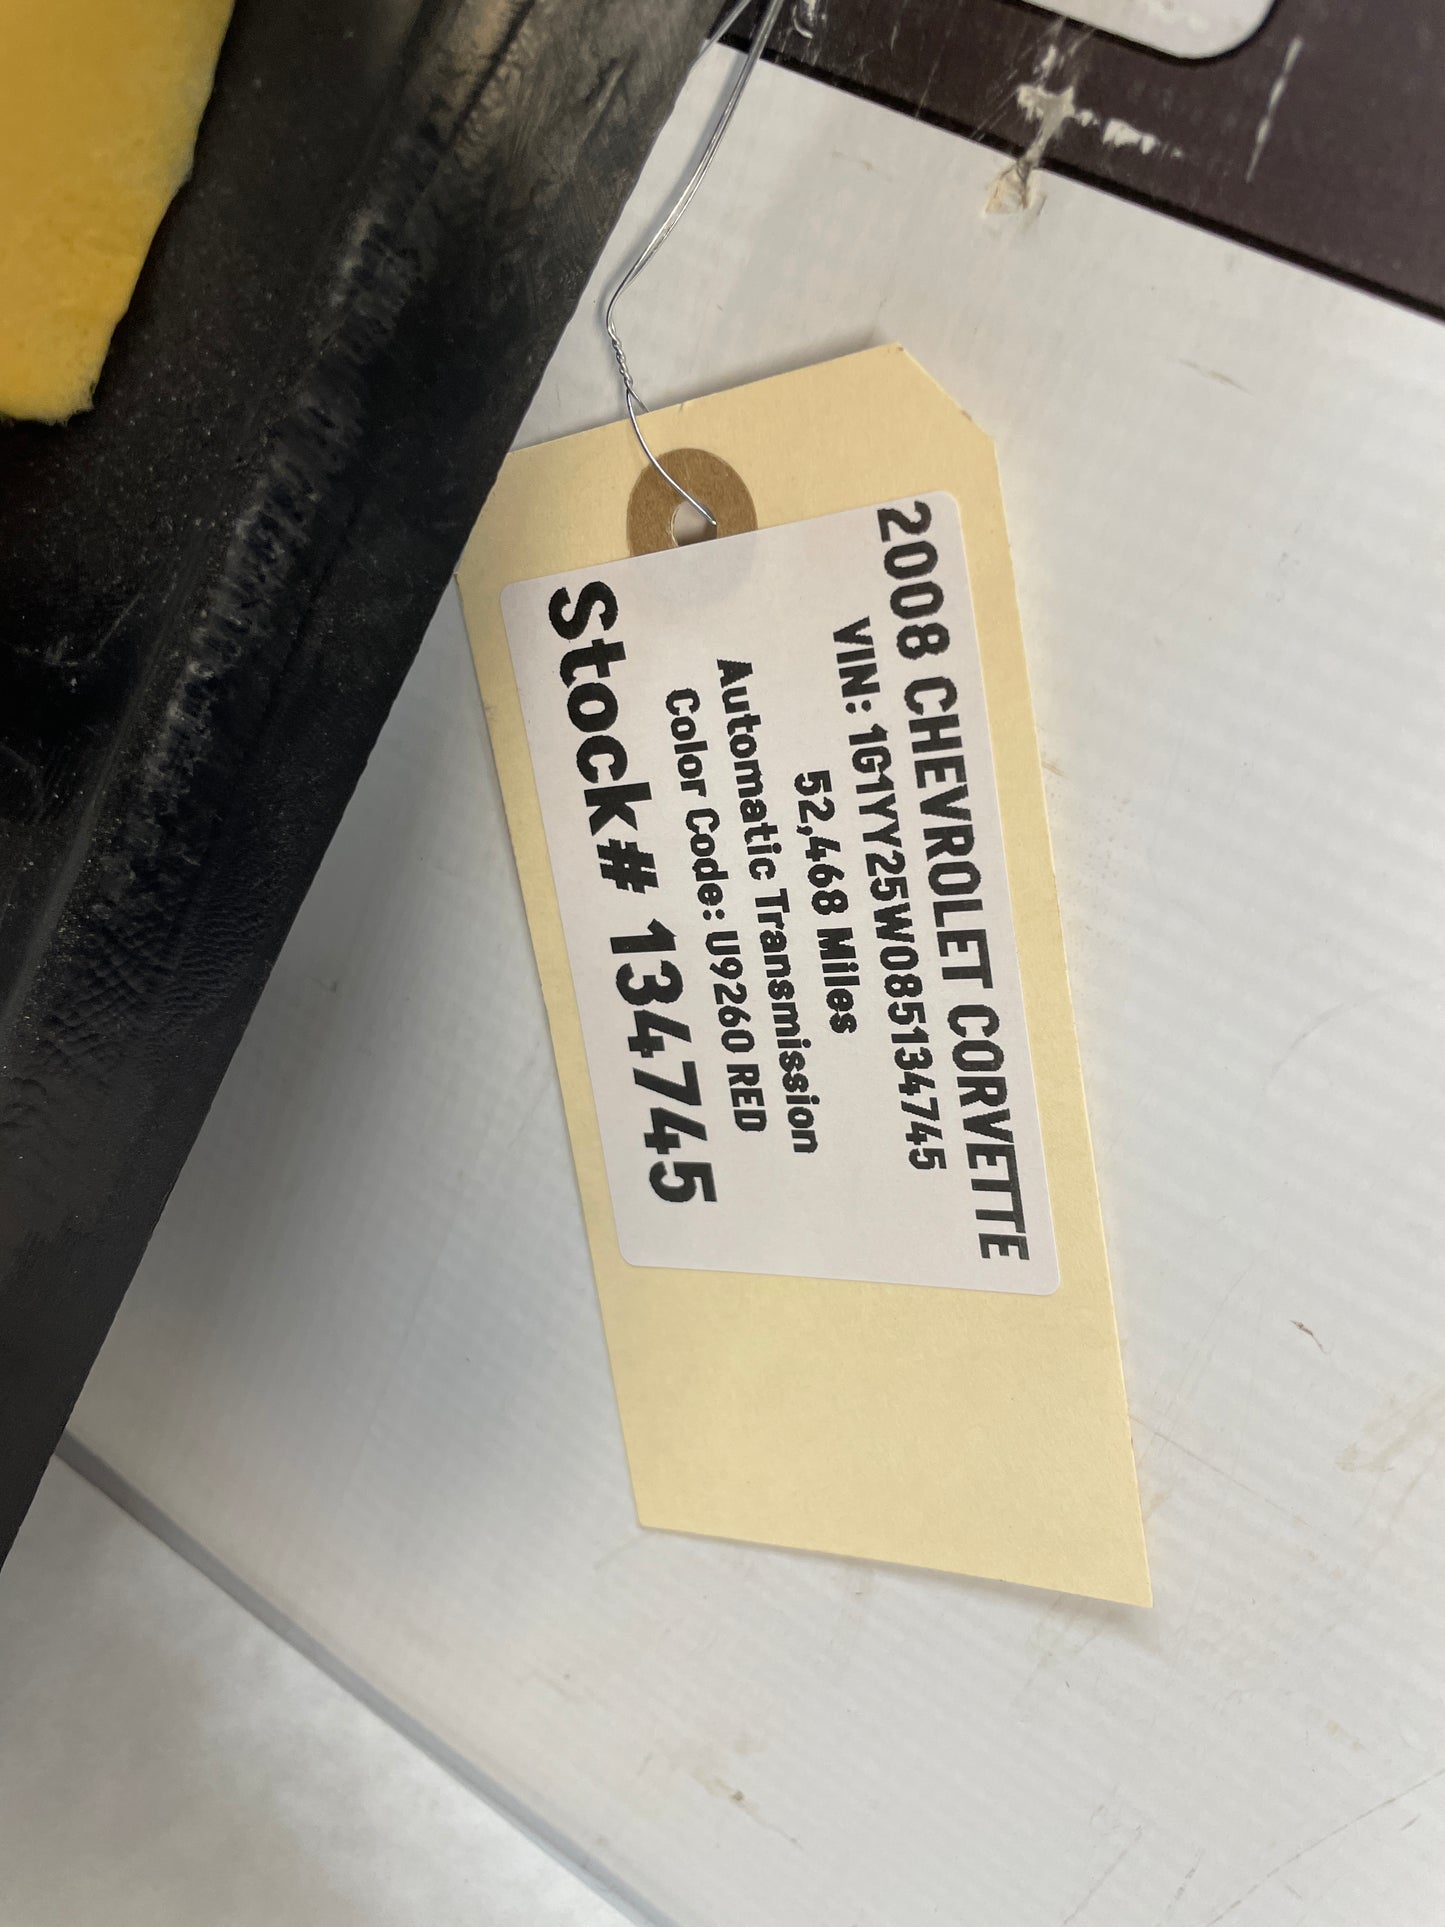 2008 CHEVROLET CORVETTE
VIN: 1G1YY25W085134745
52,468 Miles
Automatic Transmission
Color Code: U9260 RED
Stock# 134745